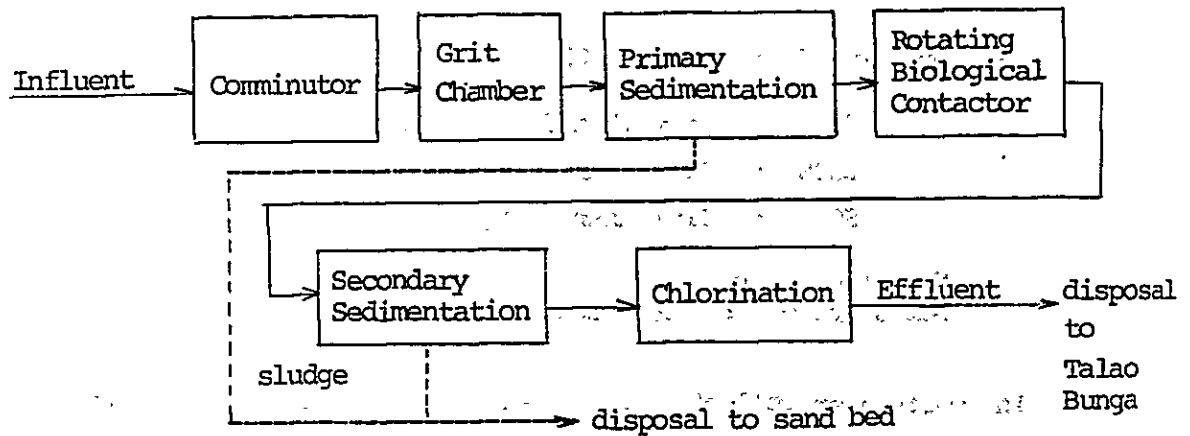 Influent
Comminutor
Grit
Chamber
Primary
Sedimentation
Rotating
Biological
Contactor
Secondary
Sedimentation
Chlorination
Effluent
disposal
to
Talao
Bunga
sludge
disposal to sand bed